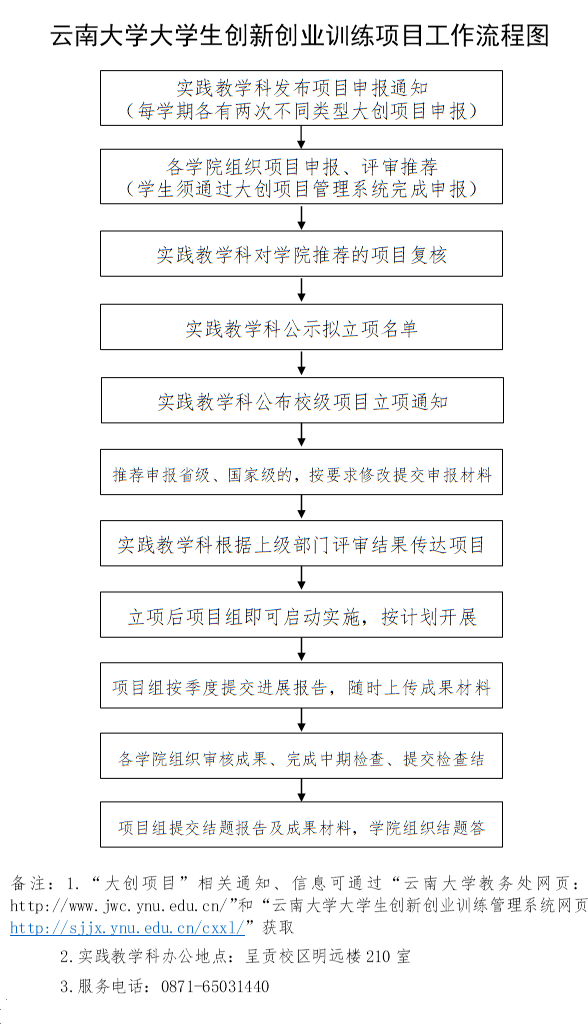 云南大学大学生创新创业训练项目工作流程图
实践教学科发布项目申报通知
（每学期各有两次不同类型大创项目申报）
各学院组织项目申报、评审推荐
（学生须通过大创项目管理系统完成申报）
实践教学科对学院推荐的项目复核
实践教学科公示拟立项名单
实践教学科公布校级项目立项通知
推荐申报省级、国家级的，按要求修改提交申报材料
实践教学科根据上级部门评审结果传达项目
立项后项目组即可启动实施，按计划开展
项目组按季度提交进展报告，随时上传成果材料
各学院组织审核成果、完成中期检查、提交检查结
项目组提交结题报告及成果材料，学院组织结题答
备注：1.“大创项目”相关通知、信息可通过“云南大学教务处网页：
http://www.jwc.ynu.edu.cn/”和“云南大学大学生创新创业训练管理系统网页
http://sjjx.ynu.edu.cn/cxxl/”获取
2.实践教学科办公地点：呈贡校区明远楼210室
3.服务电话：0871-65031440